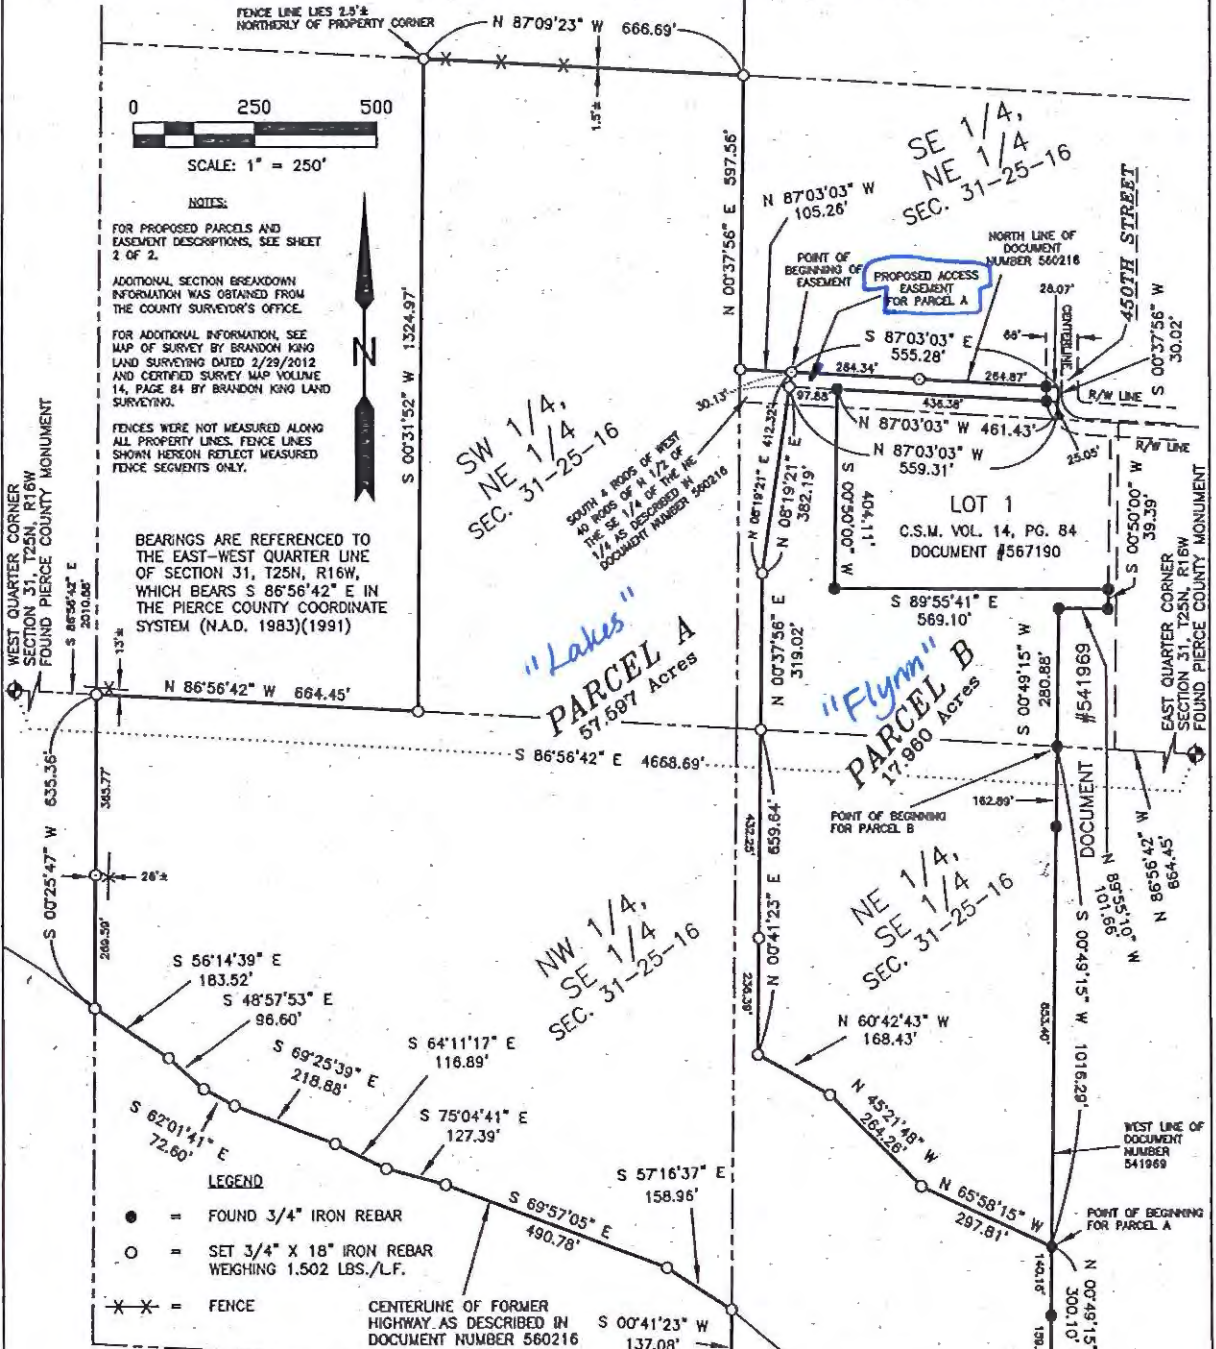 FENCE LINE LIES 2.5'±
NORTHERLY OF PROPERTY CORNER
N 87°09'23" W 666.69'
1.5'±
0 250 500
SCALE: 1" = 250'
NOTES:
FOR PROPOSED PARCELS AND
EASEMENT DESCRIPTIONS, SEE SHEET
2 OF 2.
ADDITIONAL SECTION BREAKDOWN
INFORMATION WAS OBTAINED FROM
THE COUNTY SURVEYOR'S OFFICE.
FOR ADDITIONAL INFORMATION, SEE
MAP OF SURVEY BY BRANDON KING
LAND SURVEYING DATED 2/29/2012
AND CERTIFIED SURVEY MAP VOLUME
14, PAGE 84 BY BRANDON KING LAND
SURVEYING.
FENCES WERE NOT MEASURED ALONG
ALL PROPERTY LINES. FENCE LINES
SHOWN HEREON REFLECT MEASURED
FENCE SEGMENTS ONLY.
BEARINGS ARE REFERENCED TO
THE EAST-WEST QUARTER LINE
OF SECTION 31, T25N, R16W,
WHICH BEARS S 86°56'42" E IN
THE PIERCE COUNTY COORDINATE
SYSTEM (N.A.D. 1983)(1991)
N
S 00°31'52" W 1324.97'
N 00°37'56" E 597.56'
SE 1/4,
NE 1/4
SEC. 31-25-16
N 87°03'03" W
105.26'
POINT OF
BEGINNING OF
EASEMENT
PROPOSED ACCESS
EASEMENT
FOR PARCEL A
NORTH LINE OF
DOCUMENT
NUMBER 560216
28.07'
66'
CENTERLINE
450TH STREET
S 00°37'56" W
30.02'
S 87°03'03" E
555.28'
284.34'
264.87'
R/W LINE
R/W LINE
30.13'
97.88'
436.38'
N 87°03'03" W 461.43'
N 87°03'03" W
559.31'
25.05'
SW 1/4,
NE 1/4
SEC. 31-25-16
SOUTH 4 RODS OF WEST
40 RODS OF N 1/2 OF
THE SE 1/4 OF THE NE
1/4 AS DESCRIBED IN
DOCUMENT NUMBER 560216
N 08°19'21" E 412.32'
N 08°19'21" E
382.19'
S 00°50'00" W
404.11'
LOT 1
C.S.M. VOL. 14, PG. 84
DOCUMENT #567190
S 00°50'00" W
39.39'
S 89°55'41" E
569.10'
WEST QUARTER CORNER
SECTION 31, T25N, R16W
FOUND PIERCE COUNTY MONUMENT
S 86°56'42" E
2010.88'
13'±
N 86°56'42" W 664.45'
"Lakes"
PARCEL A
57.597 Acres
N 00°37'56" E
319.02'
"Flynn"
PARCEL B
17.960 Acres
S 00°49'15" W
280.88'
DOCUMENT #541969
EAST QUARTER CORNER
SECTION 31, T25N, R16W
FOUND PIERCE COUNTY MONUMENT
S 86°56'42" E 4668.69'
POINT OF BEGINNING
FOR PARCEL B
162.89'
N 86°56'42" W
864.45'
N 89°55'10" W
101.66'
S 00°25'47" W 635.36'
365.77'
26'±
269.59'
432.25'
N 00°41'23" E 659.64'
236.39'
NW 1/4,
SE 1/4
SEC. 31-25-16
NE 1/4,
SE 1/4
SEC. 31-25-16
S 00°49'15" W 1016.29'
853.40'
S 56°14'39" E
183.52'
S 48°57'53" E
96.60'
S 69°25'39" E
218.88'
S 64°11'17" E
116.89'
S 62°01'41" E
72.60'
S 75°04'41" E
127.39'
S 69°57'05" E
490.78'
S 57°16'37" E
158.96'
N 60°42'43" W
168.43'
N 45°21'48" W
264.26'
N 65°58'15" W
297.81'
WEST LINE OF
DOCUMENT
NUMBER
541969
POINT OF BEGINNING
FOR PARCEL A
140.16'
N 00°49'15"
300.10'
159.
LEGEND
= FOUND 3/4" IRON REBAR
= SET 3/4" X 18" IRON REBAR
WEIGHING 1.502 LBS./L.F.
= FENCE
CENTERLINE OF FORMER
HIGHWAY AS DESCRIBED IN
DOCUMENT NUMBER 560216
S 00°41'23" W
137.08'